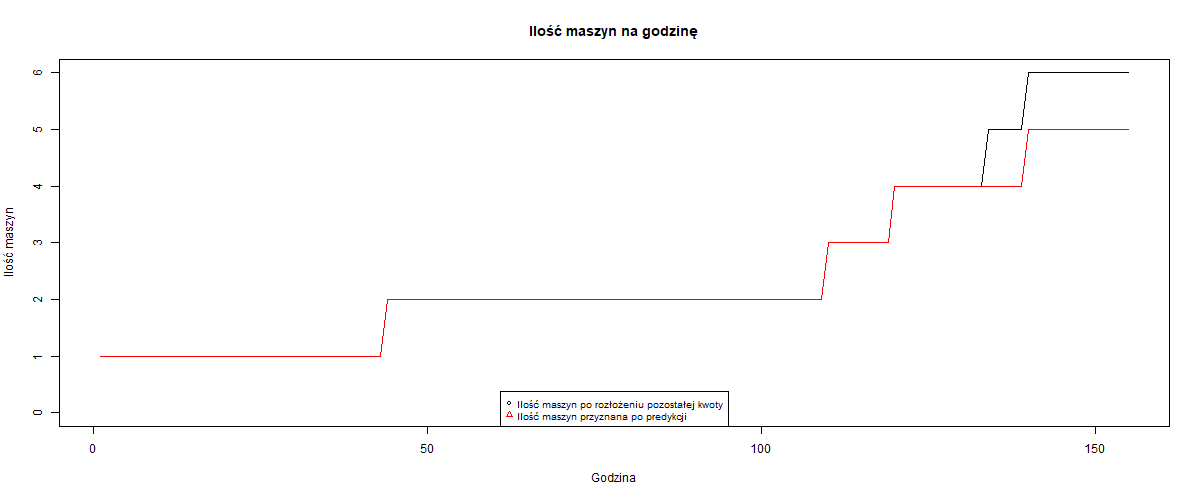 Ilość maszyn na godzinę
Ilość maszyn
6
5
4
3
2
1
0
Ilość maszyn po rozłożeniu pozostałej kwoty
Ilość maszyn przyznana po predykcji
0 50 100 150
Godzina